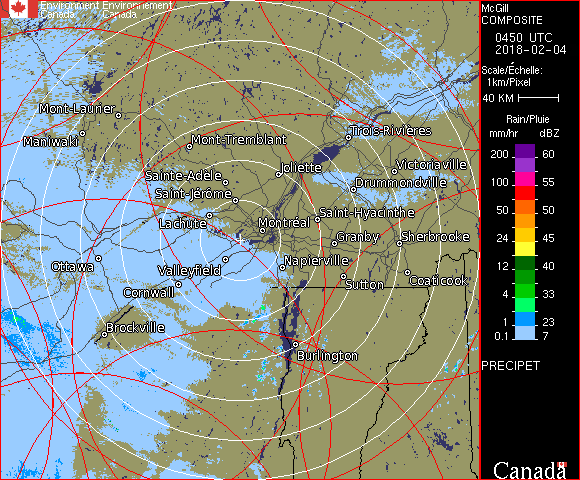 Environment Environnement
Canada Canada
McGill
COMPOSITE
0450 UTC
2018-02-04
Scale/Échelle:
1km/Pixel
40 KM
Rain/Pluie
mm/hr dBZ
200 60
100 55
75 53
50 50
24 45
12 40
4 33
1 23
0.1 7
PRECIPET
Canada
Mont-Laurier
Maniwaki
Mont-Tremblant
Trois-Rivières
Joliette
Victoriaville
Sainte-Adèle
Drummondville
Saint-Jérôme
Lachute
Saint-Hyacinthe
Montréal
Granby
Sherbrooke
Ottawa
Valleyfield
Napierville
Cornwall
Sutton
Coaticook
Brockville
Burlington